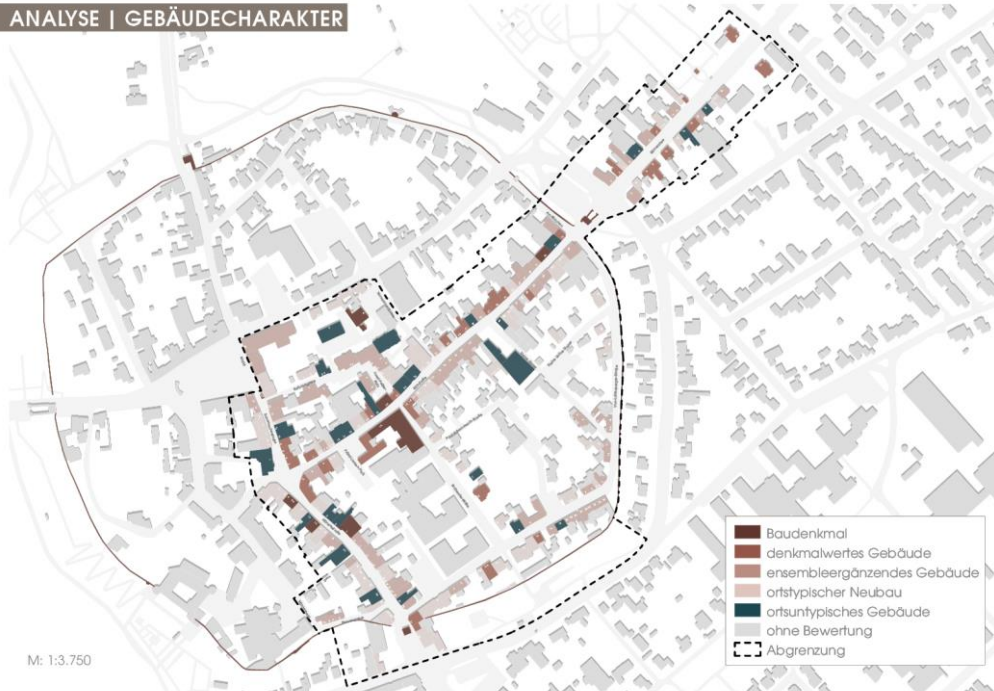 ANALYSE | GEBÄUDECHARAKTER
Baudenkmal
denkmalwertes Gebäude
ensembleergänzendes Gebäude
ortstypischer Neubau
ortsuntypisches Gebäude
ohne Bewertung
Abgrenzung
M: 1:3.750